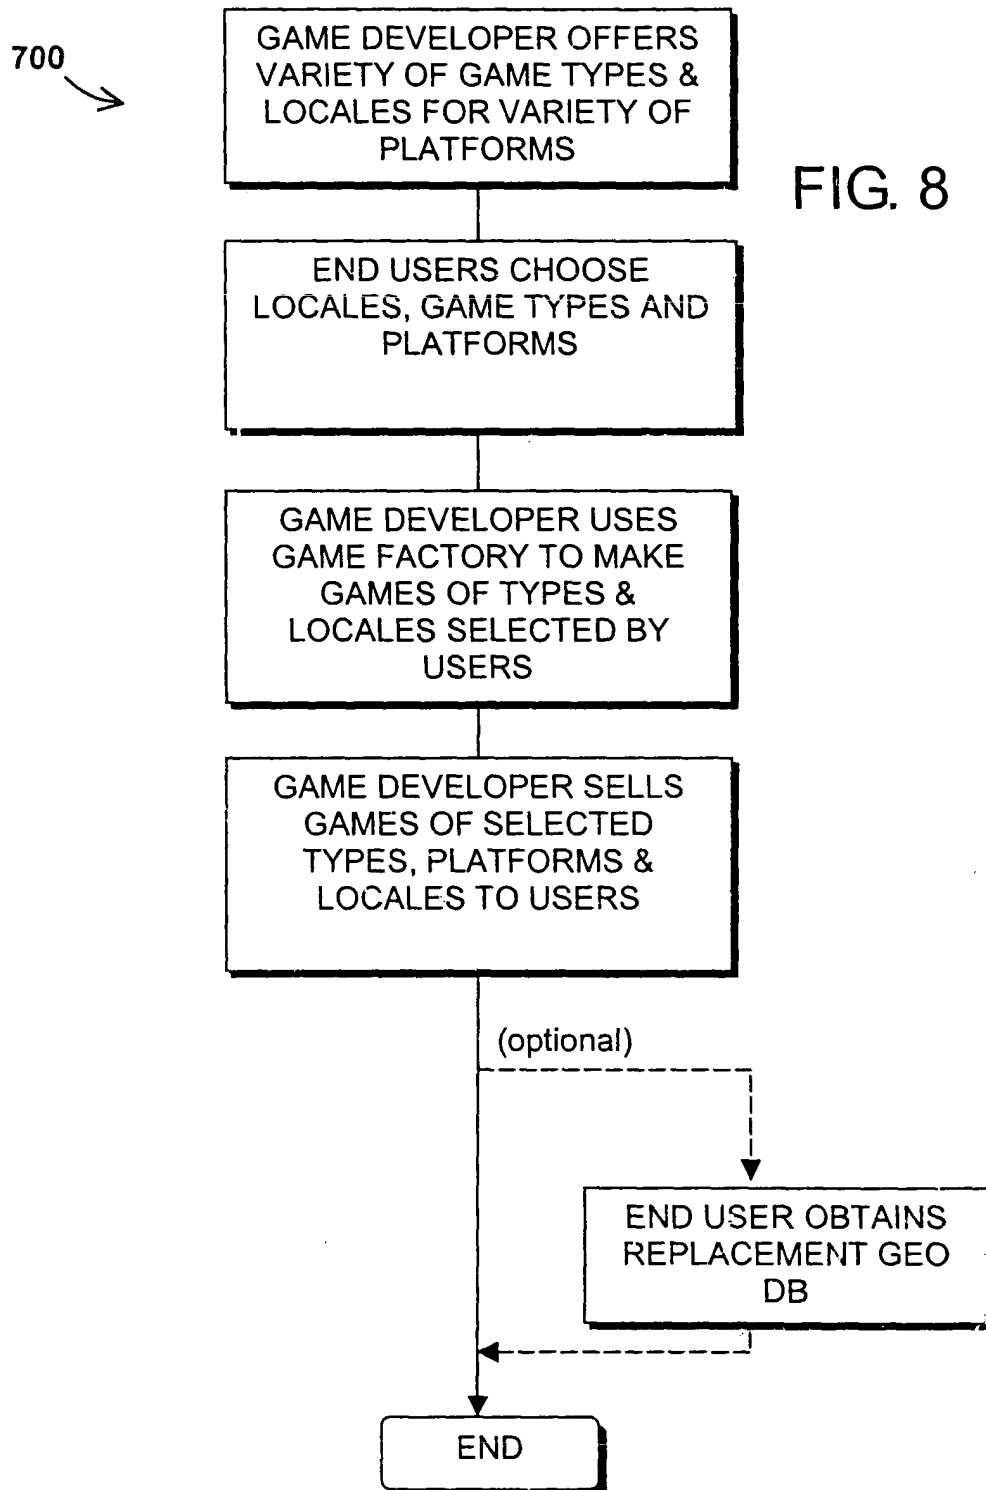 700
GAME DEVELOPER OFFERS
VARIETY OF GAME TYPES &
LOCALES FOR VARIETY OF
PLATFORMS
FIG. 8
END USERS CHOOSE
LOCALES, GAME TYPES AND
PLATFORMS
GAME DEVELOPER USES
GAME FACTORY TO MAKE
GAMES OF TYPES &
LOCALES SELECTED BY
USERS
GAME DEVELOPER SELLS
GAMES OF SELECTED
TYPES, PLATFORMS &
LOCALES TO USERS
(optional)
END USER OBTAINS
REPLACEMENT GEO
DB
END